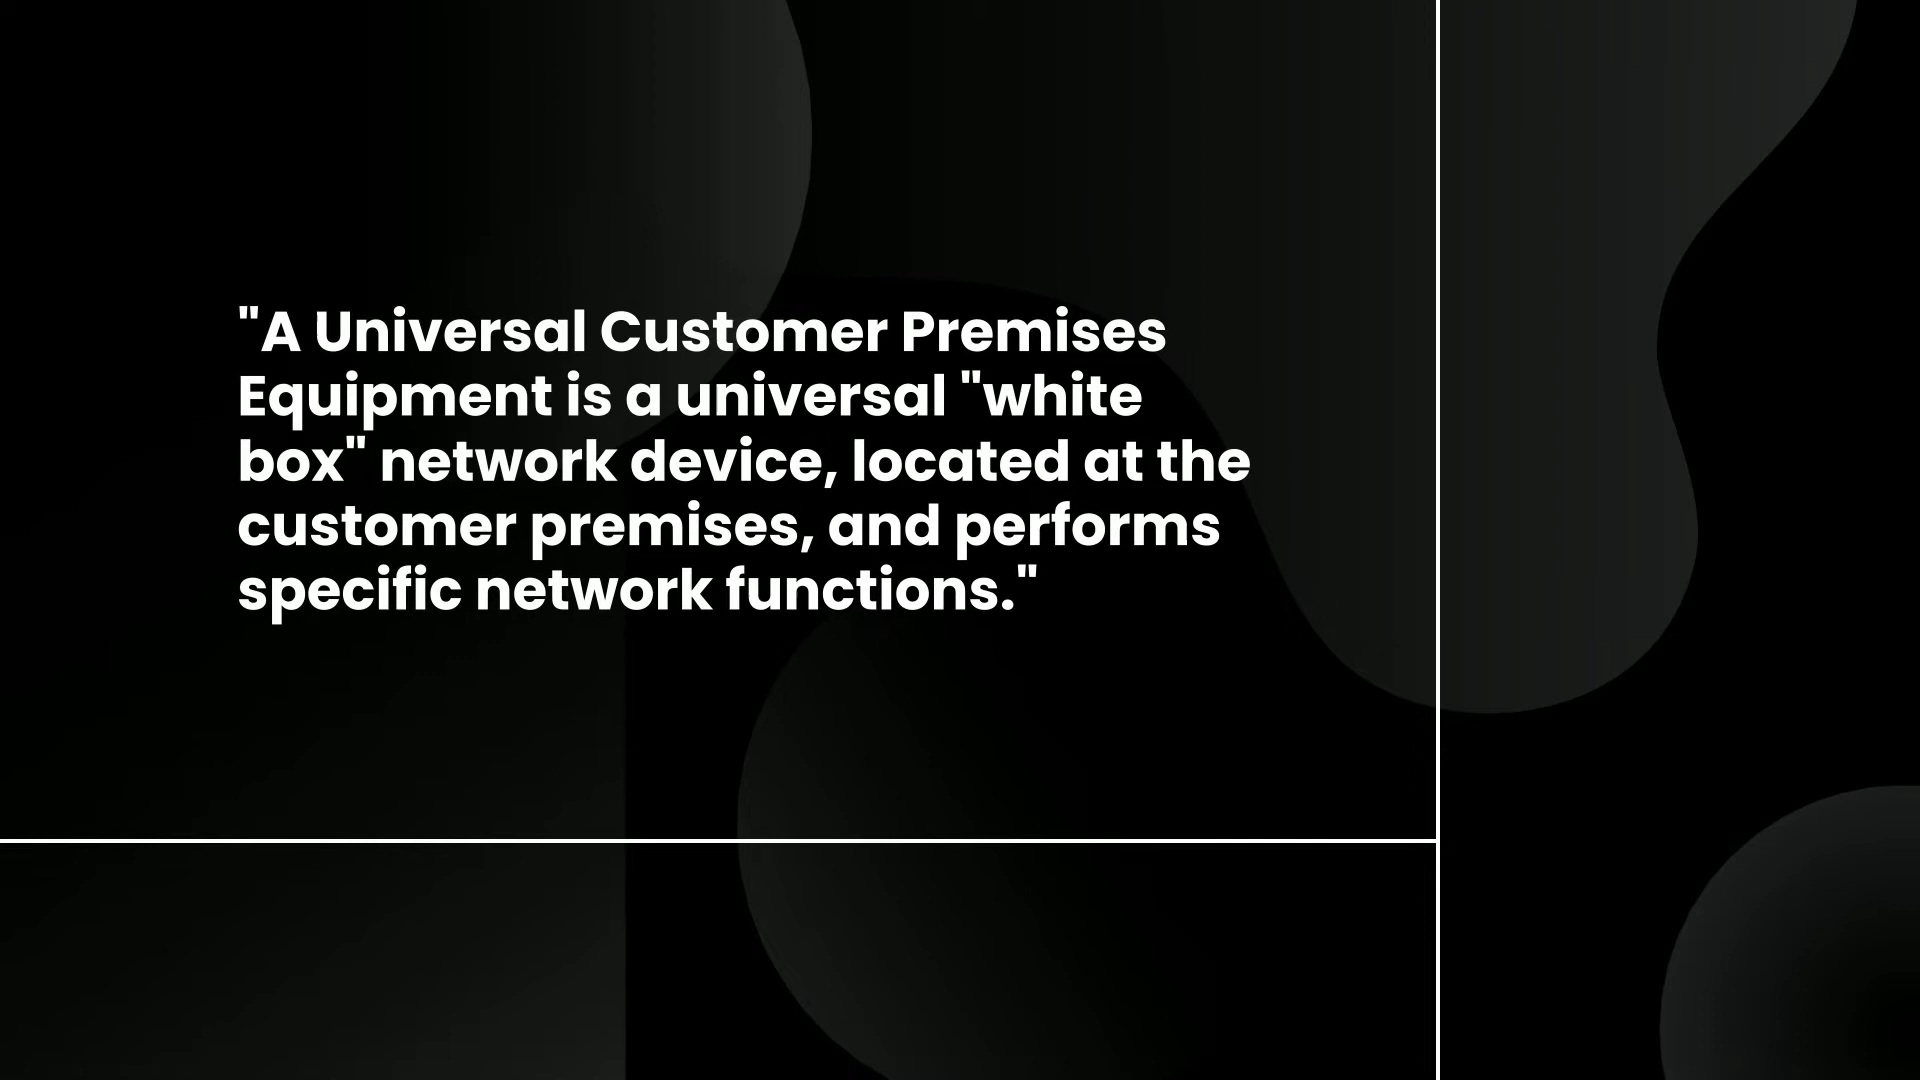 "A Universal Customer Premises
Equipment is a universal "white
box" network device, located at the
customer premises, and performs
specific network functions."